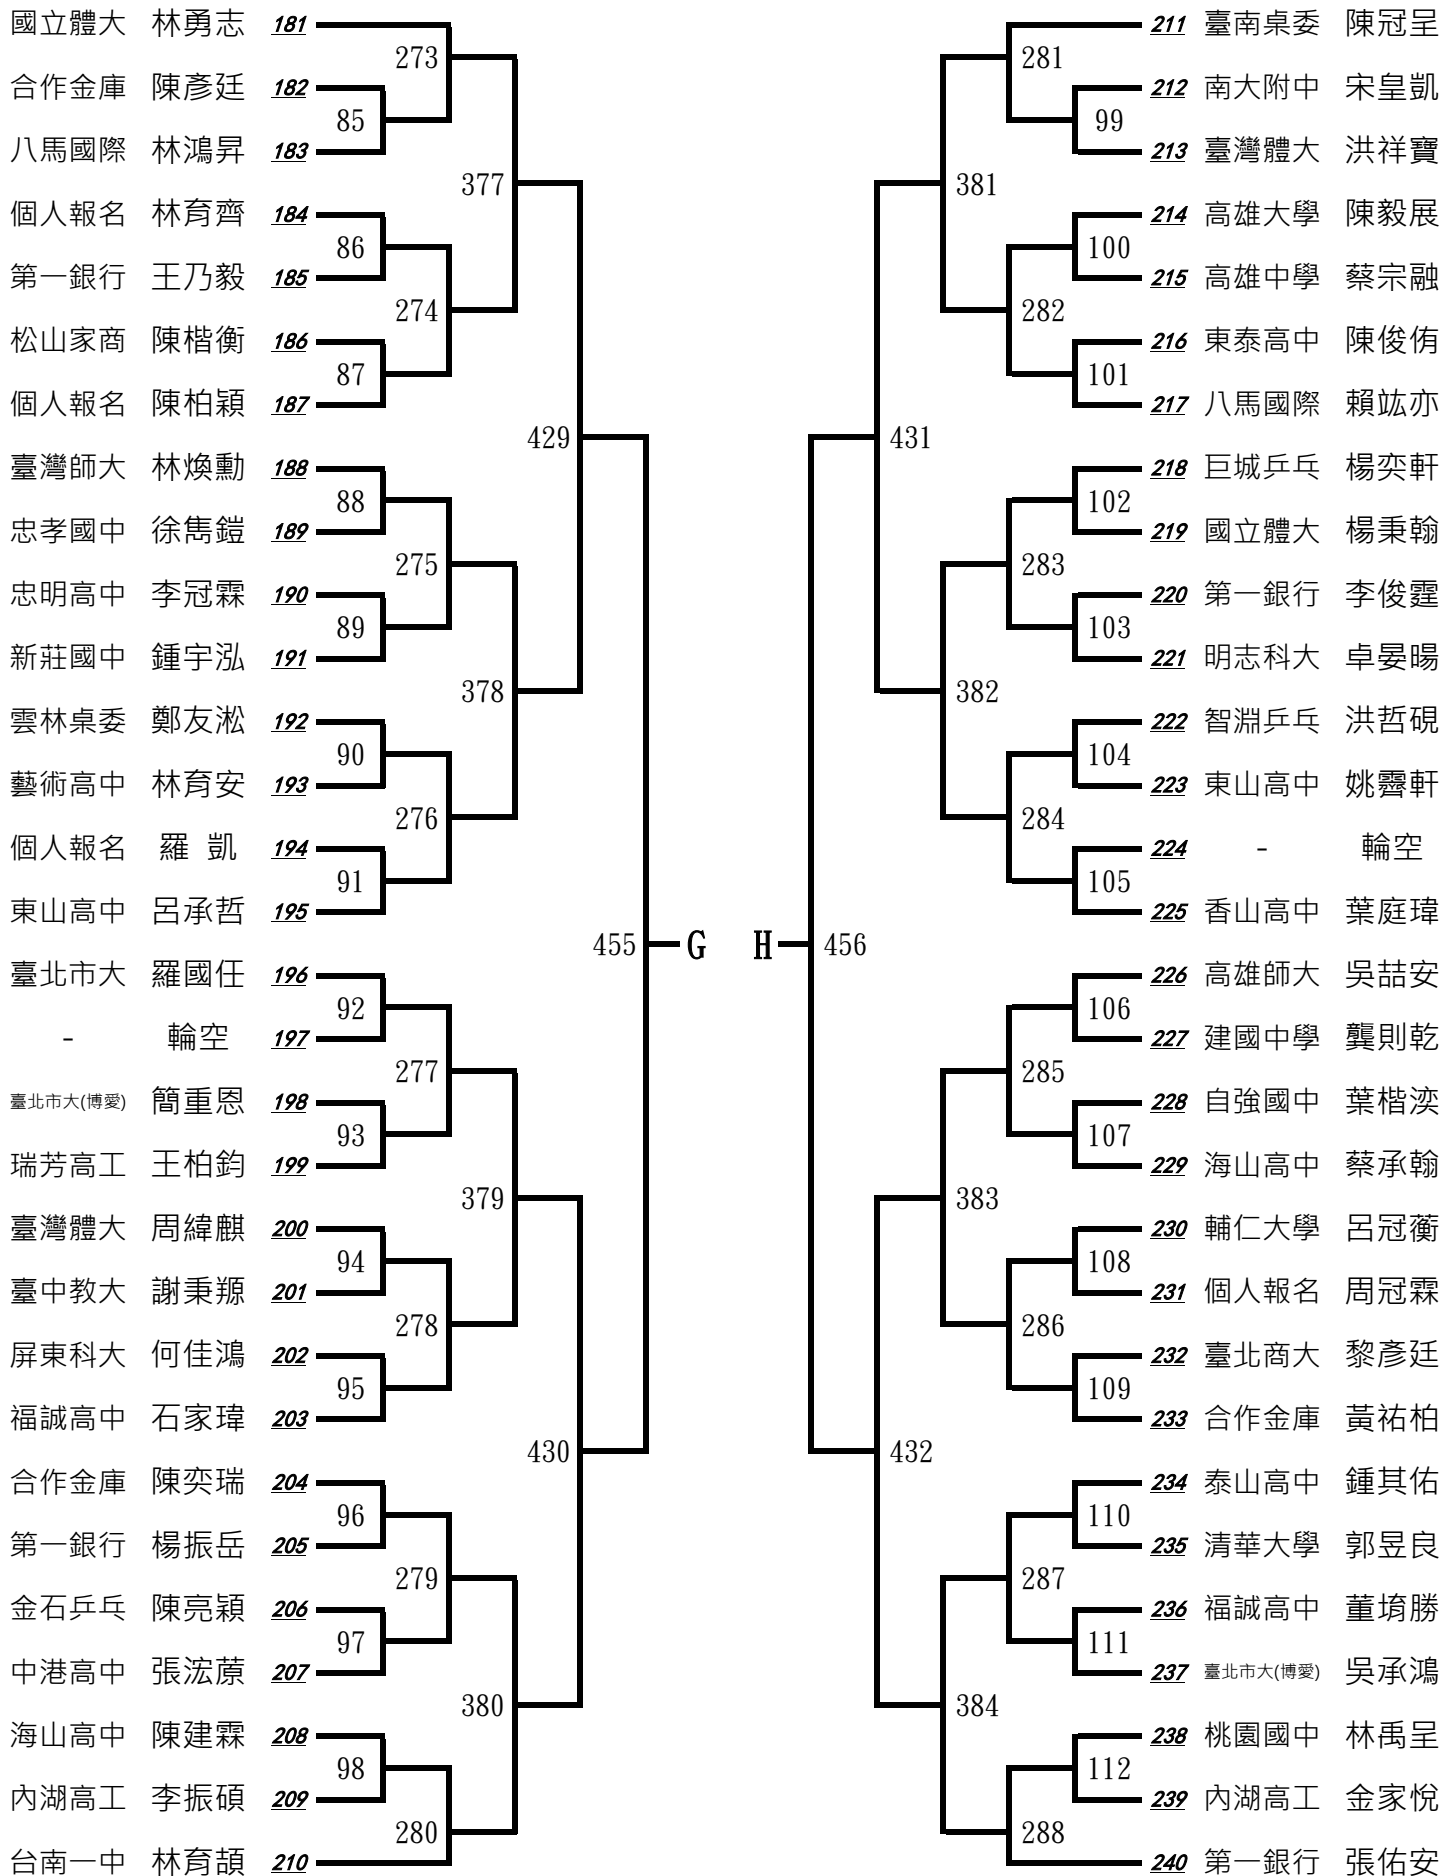 國立體大 林勇志 181
273
合作金庫 陳彥廷 182
85
八馬國際 林鴻昇 183
377
個人報名 林育齊 184
86
第一銀行 王乃毅 185
274
松山家商 陳楷衡 186
87
個人報名 陳柏穎 187
429
臺灣師大 林煥勳 188
88
忠孝國中 徐雋鎧 189
275
忠明高中 李冠霖 190
89
新莊國中 鍾宇泓 191
378
雲林桌委 鄭友淞 192
90
藝術高中 林育安 193
276
個人報名 羅 凱 194
91
東山高中 呂承哲 195
455 G
臺北市大 羅國任 196
92
- 輪空 197
277
臺北市大(博愛) 簡重恩 198
93
瑞芳高工 王柏鈞 199
379
臺灣體大 周緯麒 200
94
臺中教大 謝秉羱 201
278
屏東科大 何佳鴻 202
95
福誠高中 石家瑋 203
430
合作金庫 陳奕瑞 204
96
第一銀行 楊振岳 205
279
金石乒乓 陳亮穎 206
97
中港高中 張浤蒝 207
380
海山高中 陳建霖 208
98
內湖高工 李振碩 209
280
台南一中 林育頡 210
211 臺南桌委 陳冠呈
281
212 南大附中 宋皇凱
99
213 臺灣體大 洪祥寶
381
214 高雄大學 陳毅展
100
215 高雄中學 蔡宗融
282
216 東泰高中 陳俊侑
101
217 八馬國際 賴竑亦
431
218 巨城乒乓 楊奕軒
102
219 國立體大 楊秉翰
283
220 第一銀行 李俊霆
103
221 明志科大 卓晏暘
382
222 智淵乒乓 洪哲硯
104
223 東山高中 姚霽軒
284
224 - 輪空
105
225 香山高中 葉庭瑋
H 456
226 高雄師大 吳喆安
106
227 建國中學 龔則乾
285
228 自強國中 葉楷湙
107
229 海山高中 蔡承翰
383
230 輔仁大學 呂冠蘅
108
231 個人報名 周冠霖
286
232 臺北商大 黎彥廷
109
233 合作金庫 黃祐柏
432
234 泰山高中 鍾其佑
110
235 清華大學 郭昱良
287
236 福誠高中 董堉勝
111
237 臺北市大(博愛) 吳承鴻
384
238 桃園國中 林禹呈
112
239 內湖高工 金家悅
288
240 第一銀行 張佑安